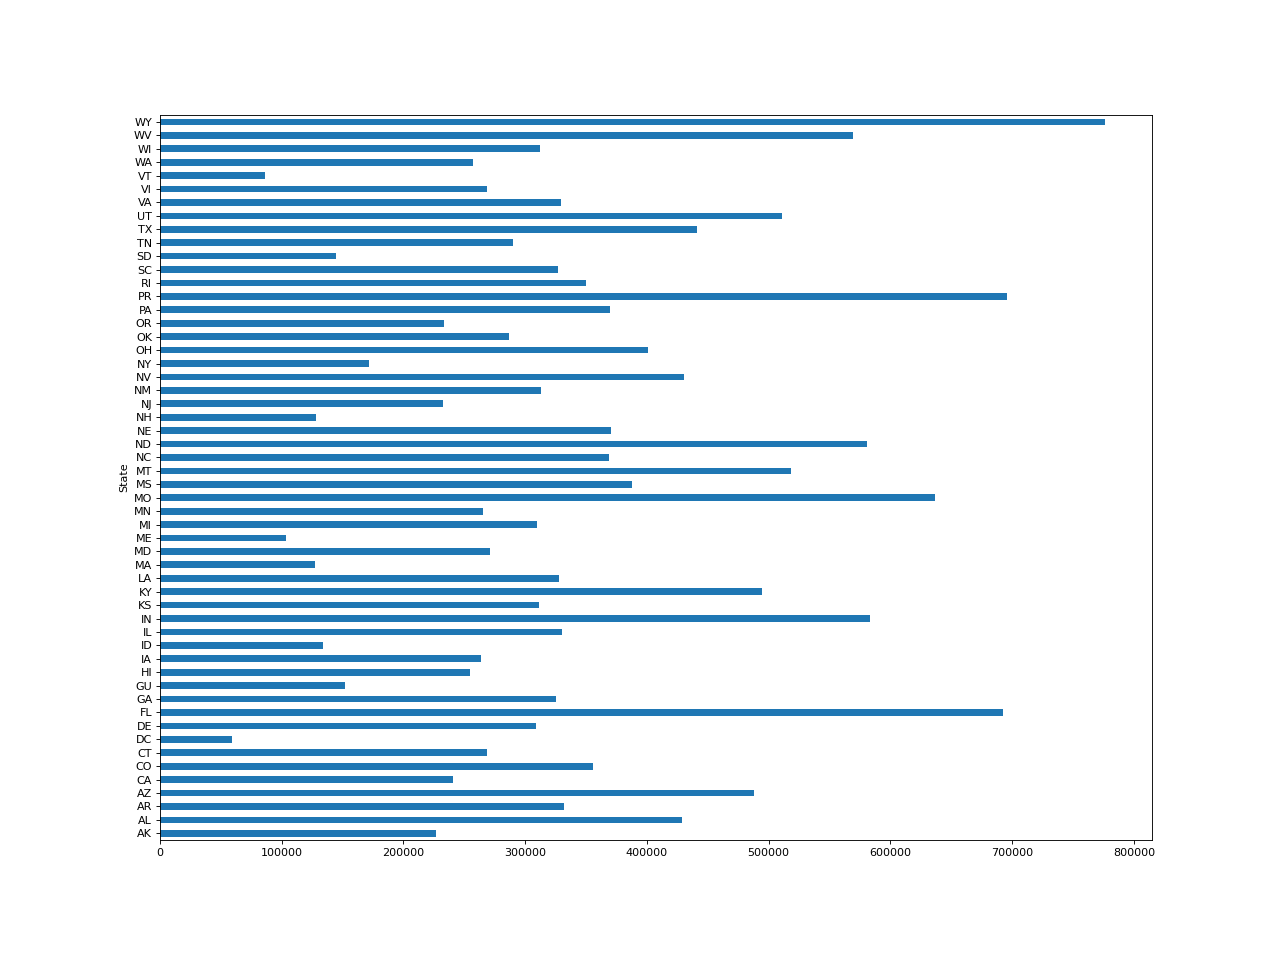 WY
WV
WI
WA
VT
VI
VA
UT
TX
TN
SD
SC
RI
PR
PA
OR
OK
OH
NY
NV
NM
NJ
NH
NE
ND
NC
MT
MS
MO
MN
MI
ME
MD
MA
LA
KY
KS
IN
IL
ID
IA
HI
GU
GA
FL
DE
DC
CT
CO
CA
AZ
AR
AL
AK
State
0 100000 200000 300000 400000 500000 600000 700000 800000